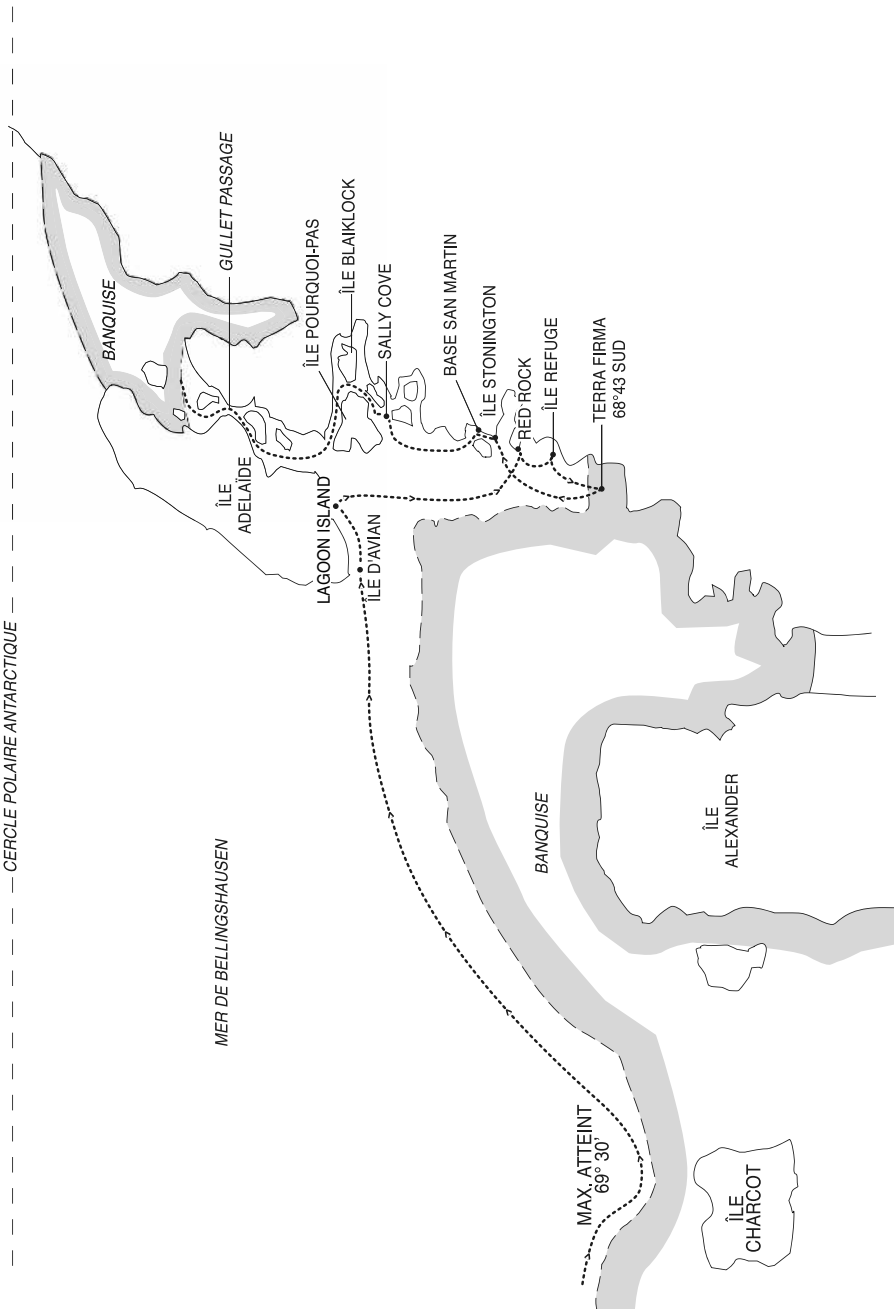 CERCLE POLAIRE ANTARCTIQUE
BANQUISE
GULLET PASSAGE
ÎLE POURQUOI-PAS
ÎLE BLAIKLOCK
SALLY COVE
BASE SAN MARTIN
ÎLE STONINGTON
RED ROCK
ÎLE REFUGE
TERRA FIRMA
68°43 SUD
ÎLE
ADELAÏDE
LAGOON ISLAND
ÎLE D'AVIAN
MER DE BELLINGSHAUSEN
BANQUISE
ÎLE
ALEXANDER
MAX. ATTEINT
69° 30'
ÎLE
CHARCOT